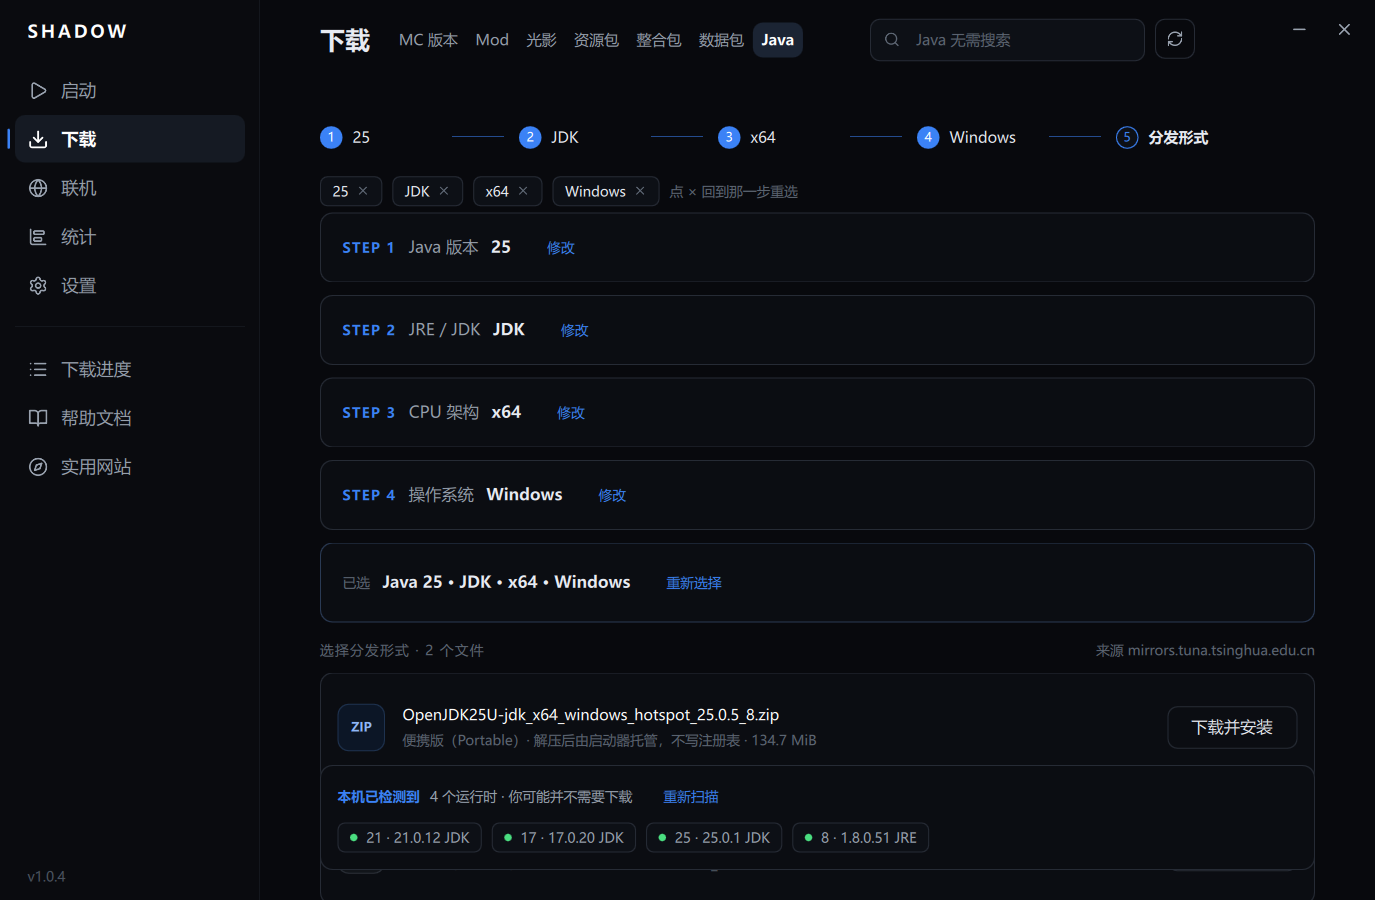 SHADOW
启动
下载
联机
统计
设置
下载进度
帮助文档
实用网站
v1.0.4
下载 MC 版本 Mod 光影 资源包 整合包 数据包 Java
Java 无需搜索
1 25 2 JDK 3 x64 4 Windows 5 分发形式
25 × JDK × x64 × Windows × 点 × 回到那一步重选
STEP 1 Java 版本 25 修改
STEP 2 JRE / JDK JDK 修改
STEP 3 CPU 架构 x64 修改
STEP 4 操作系统 Windows 修改
已选 Java 25 • JDK • x64 • Windows 重新选择
选择分发形式 · 2 个文件 来源 mirrors.tuna.tsinghua.edu.cn
ZIP OpenJDK25U-jdk_x64_windows_hotspot_25.0.5_8.zip
便携版（Portable）· 解压后由启动器托管，不写注册表 · 134.7 MiB
下载并安装
本机已检测到 4 个运行时 · 你可能并不需要下载 重新扫描
21 · 21.0.12 JDK 17 · 17.0.20 JDK 25 · 25.0.1 JDK 8 · 1.8.0.51 JRE